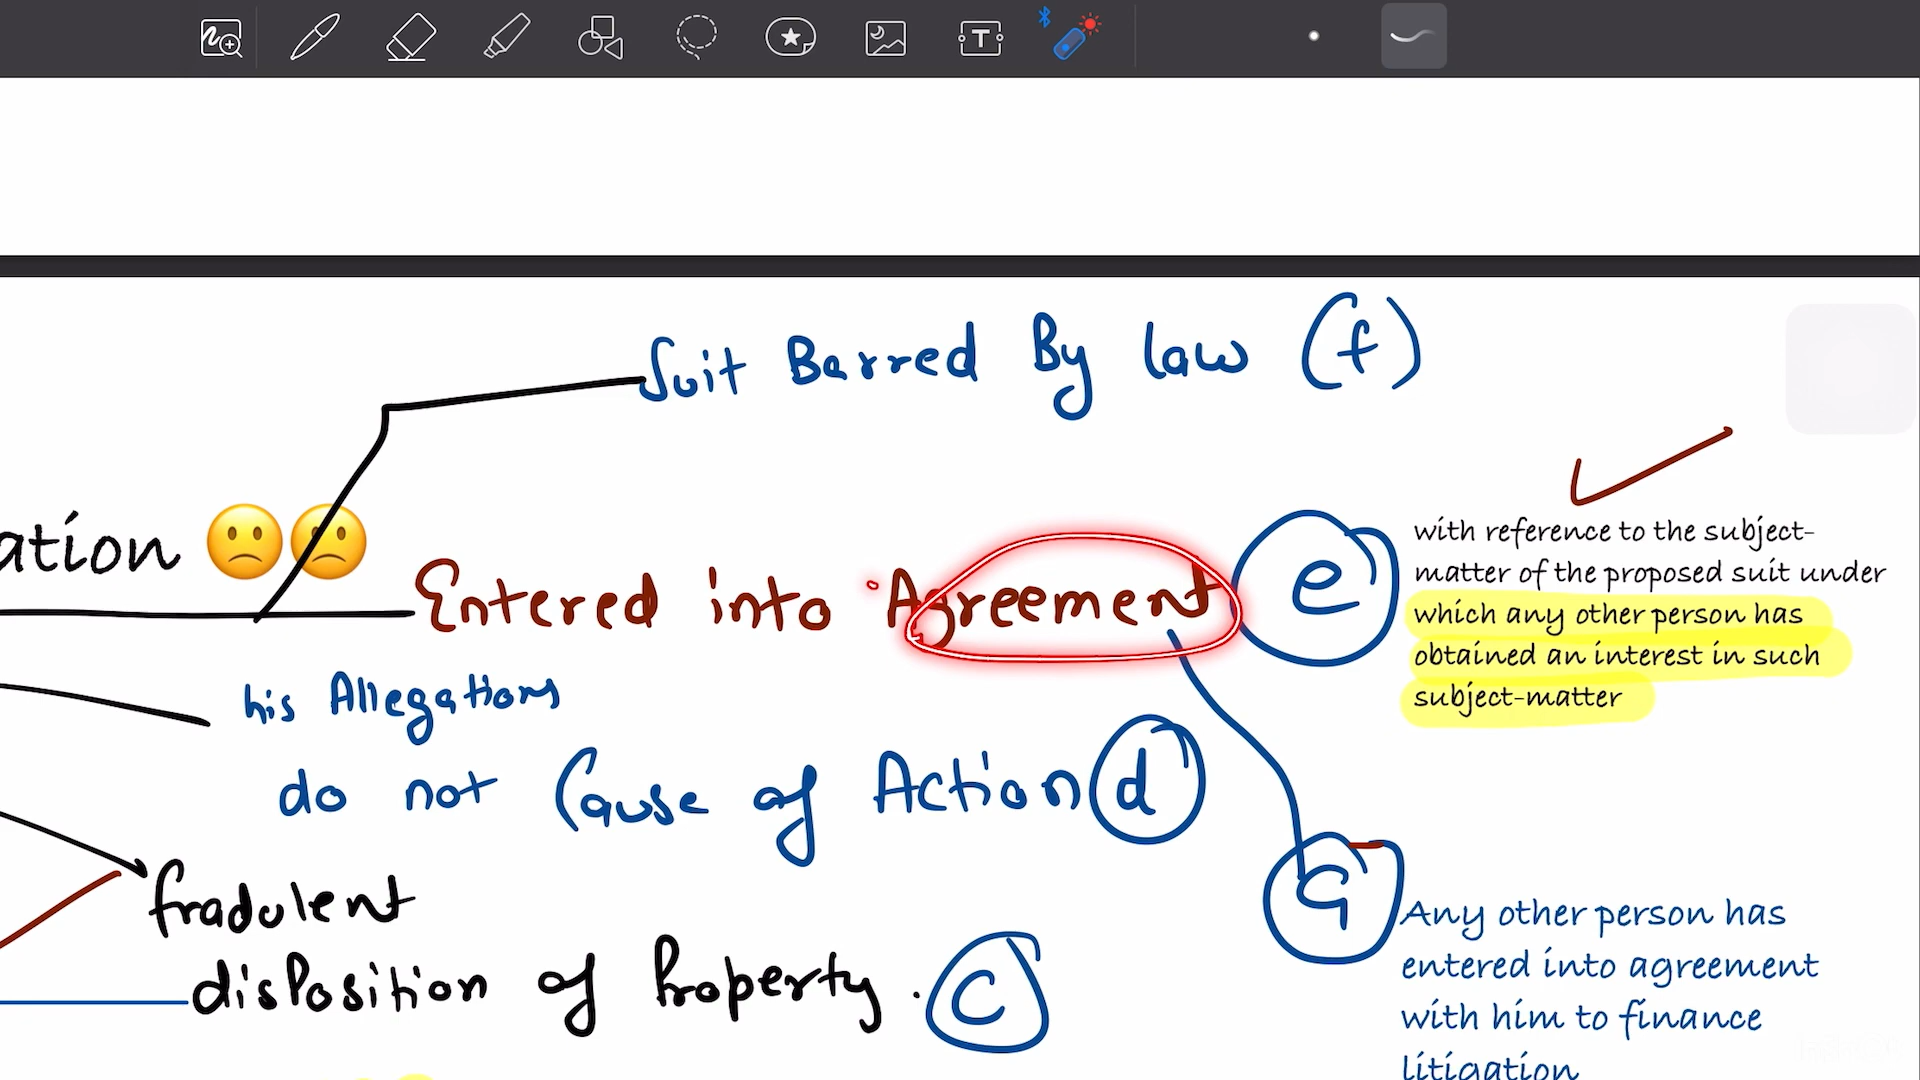 Suit Barred By law (f)
ation
Entered into Agreement e
with reference to the subject-
matter of the proposed suit under
which any other person has
obtained an interest in such
subject-matter
his Allegations
do not Cause of Action d
fradulent
disposition of Property. C
G
Any other person has
entered into agreement
with him to finance
litigation